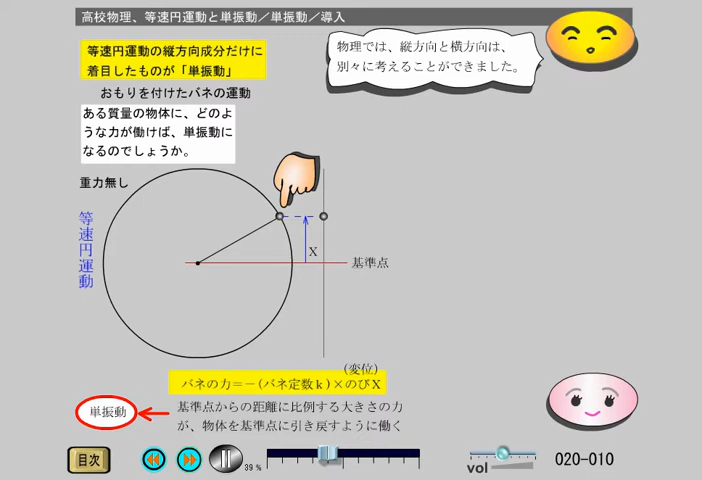 高校物理、等速円運動と単振動／単振動／導入
等速円運動の縦方向成分だけに
着目したものが「単振動」
物理では、縦方向と横方向は、
別々に考えることができました。
おもりを付けたバネの運動
ある質量の物体に、どのよ
うな力が働けば、単振動に
なるのでしょうか。
重力無し
等速円運動
X
基準点
(変位)
バネの力＝－(バネ定数ｋ)×のびX
単振動
基準点からの距離に比例する大きさの力
が、物体を基準点に引き戻すように働く
目次
39 %
vol
020-010